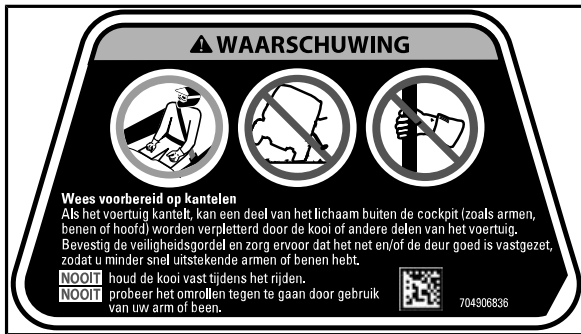 WAARSCHUWING
Wees voorbereid op kantelen
Als het voertuig kantelt, kan een deel van het lichaam buiten de cockpit (zoals armen,
benen of hoofd) worden verpletterd door de kooi of andere delen van het voertuig.
Bevestig de veiligheidsgordel en zorg ervoor dat het net en/of de deur goed is vastgezet,
zodat u minder snel uitstekende armen of benen hebt.
NOOIT houd de kooi vast tijdens het rijden.
NOOIT probeer het omrollen tegen te gaan door gebruik
van uw arm of been.
704906836